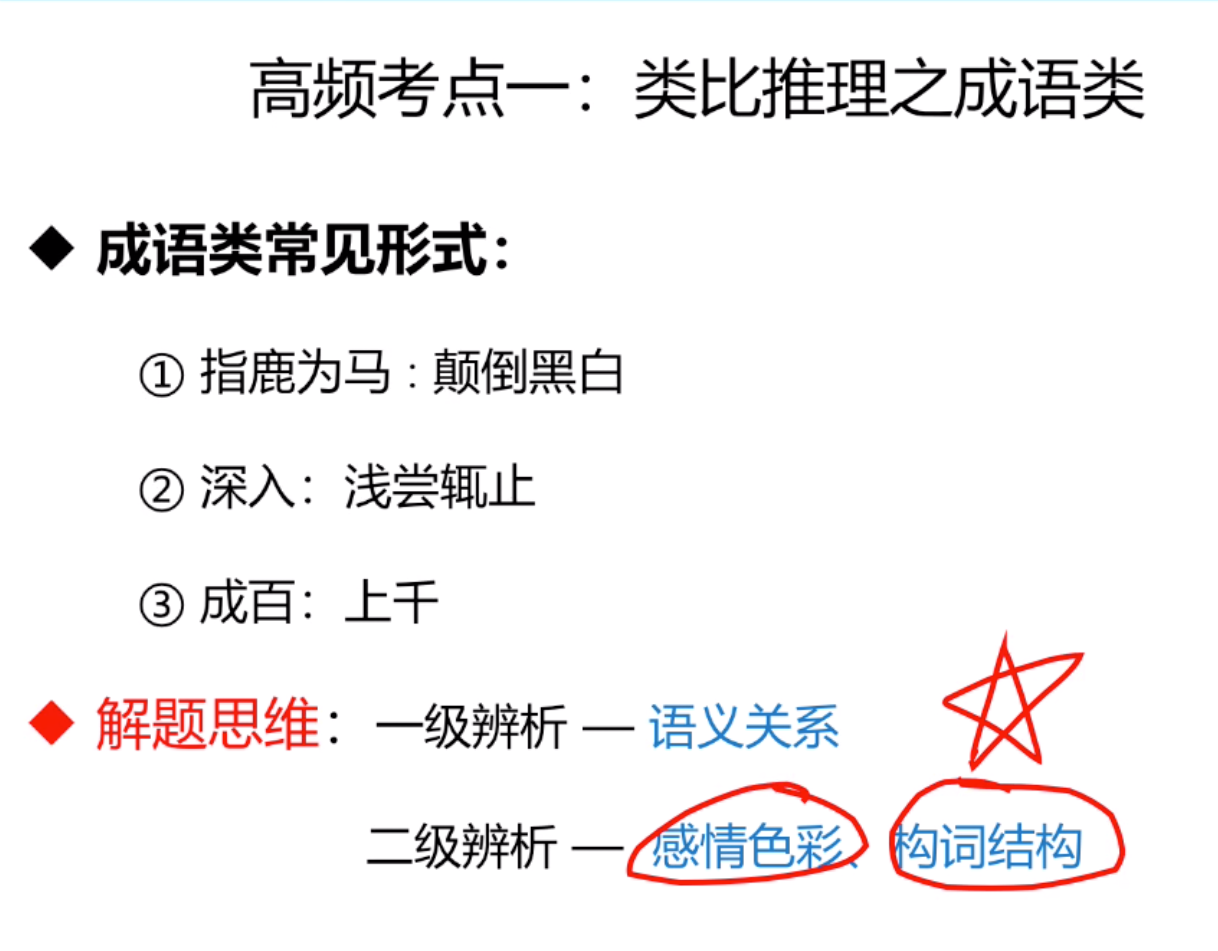 高频考点一：类比推理之成语类
◆ 成语类常见形式：
① 指鹿为马 : 颠倒黑白
② 深入：浅尝辄止
③ 成百：上千
◆ 解题思维：一级辨析 — 语义关系
二级辨析 — 感情色彩、构词结构